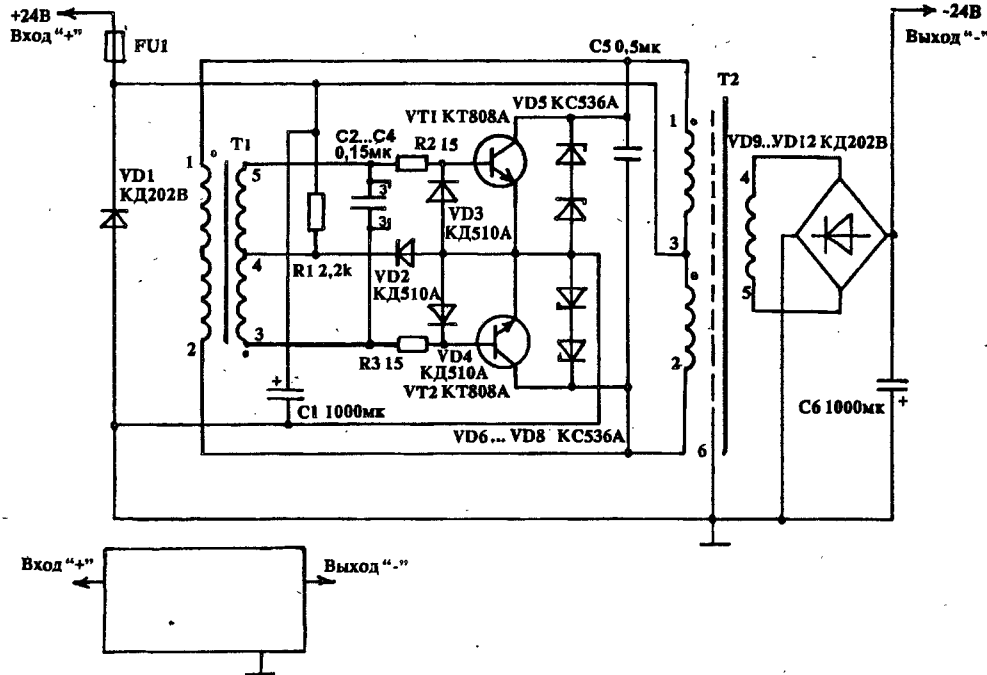 +24В
Вход “+”
FU1
-24В
Выход “-”
C5 0,5мк
T2
VT1 КТ808А
VD5 КС536А
C2...C4
0,15мк
R2 15
1
T1
5
1
VD9..УD12 КД202В
VD1
КД202В
3
3
VD3
КД510А
4
4
3
R1 2,2k
VD2
КД510А
5
2
3
R3 15
VD4
КД510А
VT2 КТ808А
2
+ -
C1 1000мк
C6 1000мк
+
VD6 ... VD8 КС536А
6
Вход “+”
Выход “-”